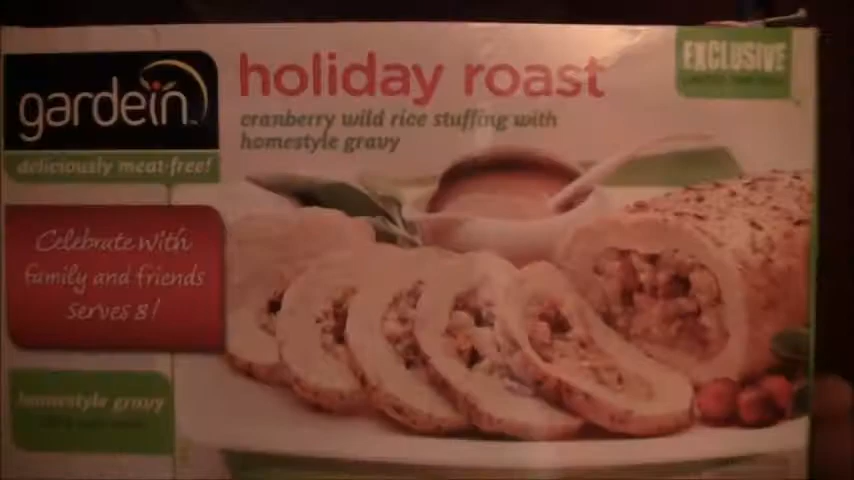 gardein
deliciously meat-free!
holiday roast
cranberry wild rice stuffing with
homestyle gravy
EXCLUSIVE
Celebrate with
family and friends
serves 8!
homestyle gravy